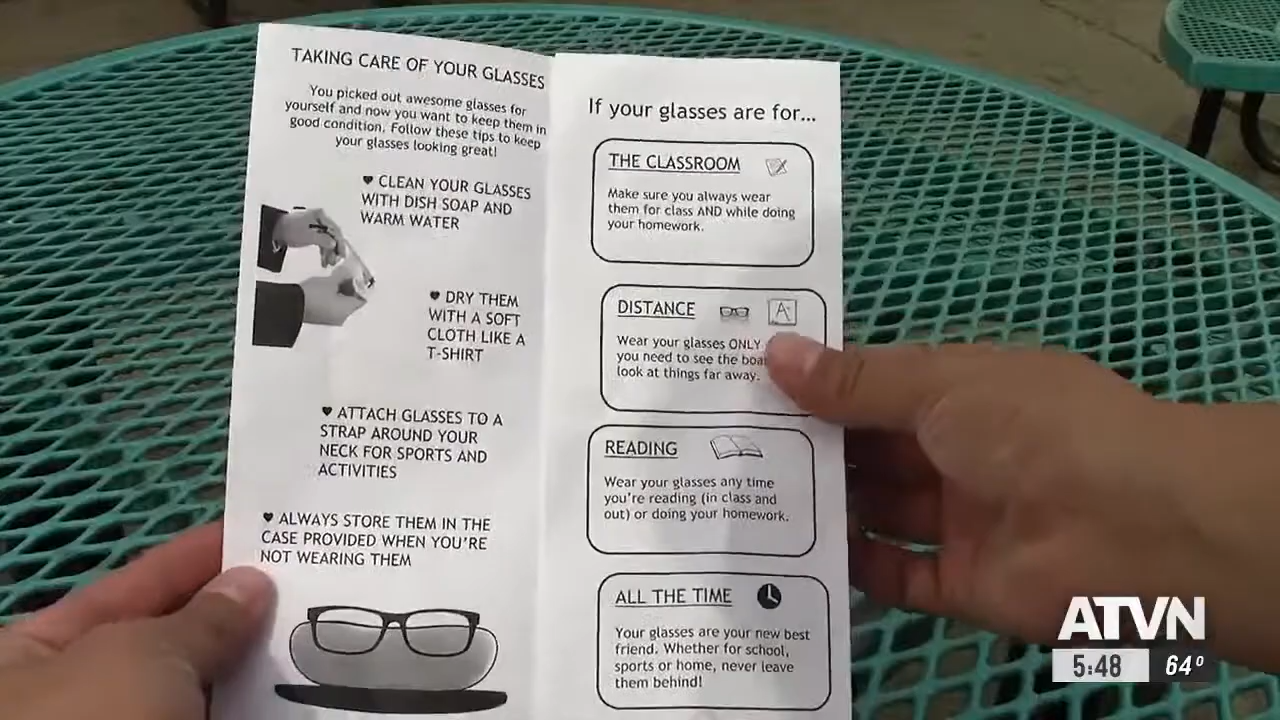 TAKING CARE OF YOUR GLASSES
You picked out awesome glasses for
yourself and now you want to keep them in
good condition. Follow these tips to keep
your glasses looking great!
♥ CLEAN YOUR GLASSES
WITH DISH SOAP AND
WARM WATER
♥ DRY THEM
WITH A SOFT
CLOTH LIKE A
T-SHIRT
♥ ATTACH GLASSES TO A
STRAP AROUND YOUR
NECK FOR SPORTS AND
ACTIVITIES
♥ ALWAYS STORE THEM IN THE
CASE PROVIDED WHEN YOU'RE
NOT WEARING THEM
If your glasses are for...
THE CLASSROOM
Make sure you always wear
them for class AND while doing
your homework.
DISTANCE
Wear your glasses ONLY
you need to see the
look at things far away.
READING
Wear your glasses any time
you're reading (in class and
out) or doing your homework.
ALL THE TIME
Your glasses are your new best
friend. Whether for school,
sports or home, never leave
them behind!
ATVN
5:48 64°